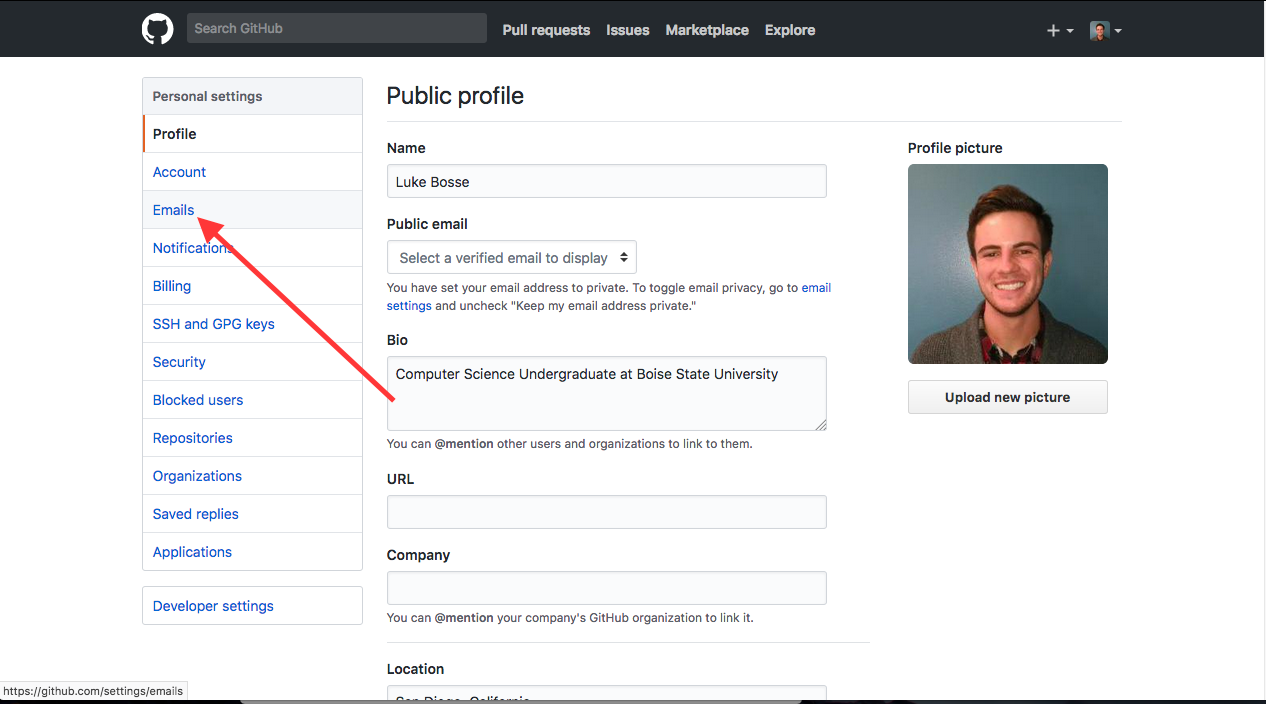 Search GitHub
Pull requests
Issues
Marketplace
Explore
Personal settings
Profile
Account
Emails
Notifications
Billing
SSH and GPG keys
Security
Blocked users
Repositories
Organizations
Saved replies
Applications
Developer settings
Public profile
Name
Luke Bosse
Public email
Select a verified email to display
You have set your email address to private. To toggle email privacy, go to email
settings and uncheck "Keep my email address private."
Bio
Computer Science Undergraduate at Boise State University
You can @mention other users and organizations to link to them.
URL
Company
You can @mention your company's GitHub organization to link it.
Location
San Diego, California
Profile picture
Upload new picture
https://github.com/settings/emails